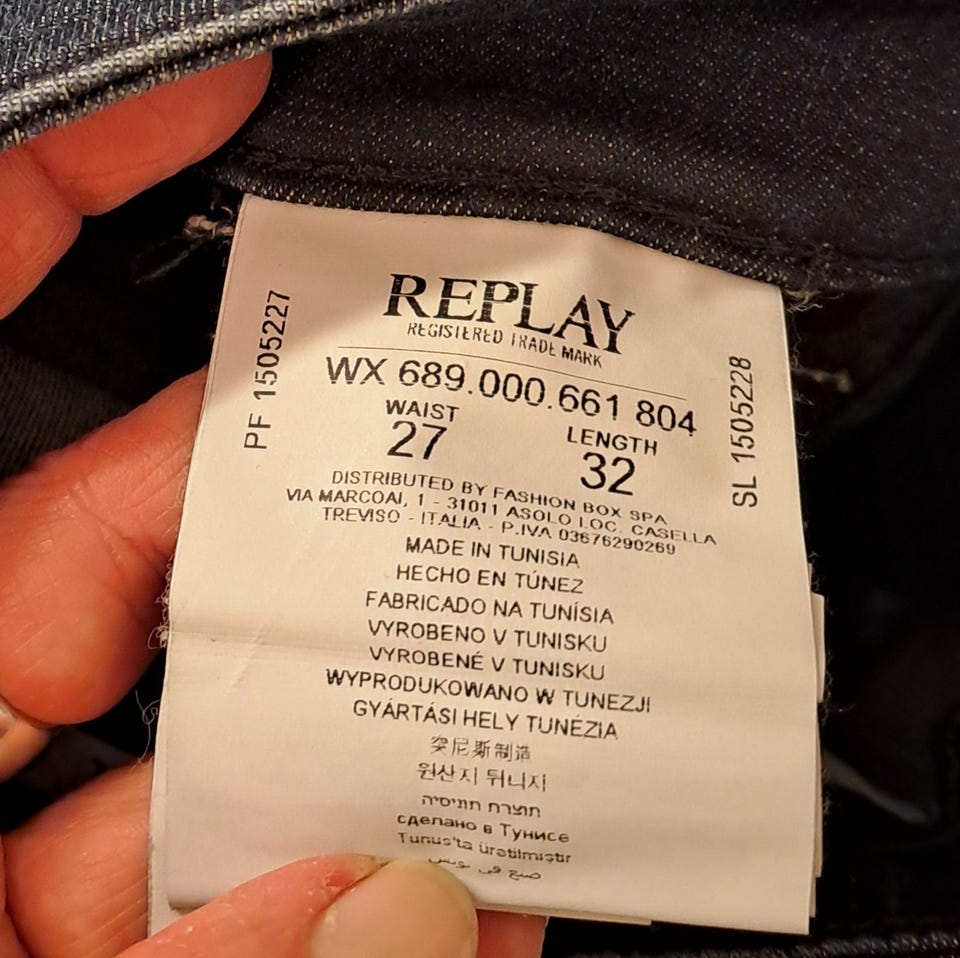 REPLAY
REGISTERED TRADE MARK
WX 689.000.661 804
WAIST LENGTH
27 32
PF 1505227
SL 1505228
DISTRIBUTED BY FASHION BOX SPA
VIA MARCOAI, 1 - 31011 ASOLO LOC. CASELLA
TREVISO - ITALIA - P.IVA 03676290269
MADE IN TUNISIA
HECHO EN TÚNEZ
FABRICADO NA TUNÍSIA
VYROBENO V TUNISKU
VYROBENÉ V TUNISKU
WYPRODUKOWANO W TUNEZJI
GYÁRTÁSI HELY TUNÉZIA
突尼斯制造
원산지 튀니지
תוצרת תוניסיה
сделано в Тунисе
Tunus'ta üretilmiştir
صنع في تونس